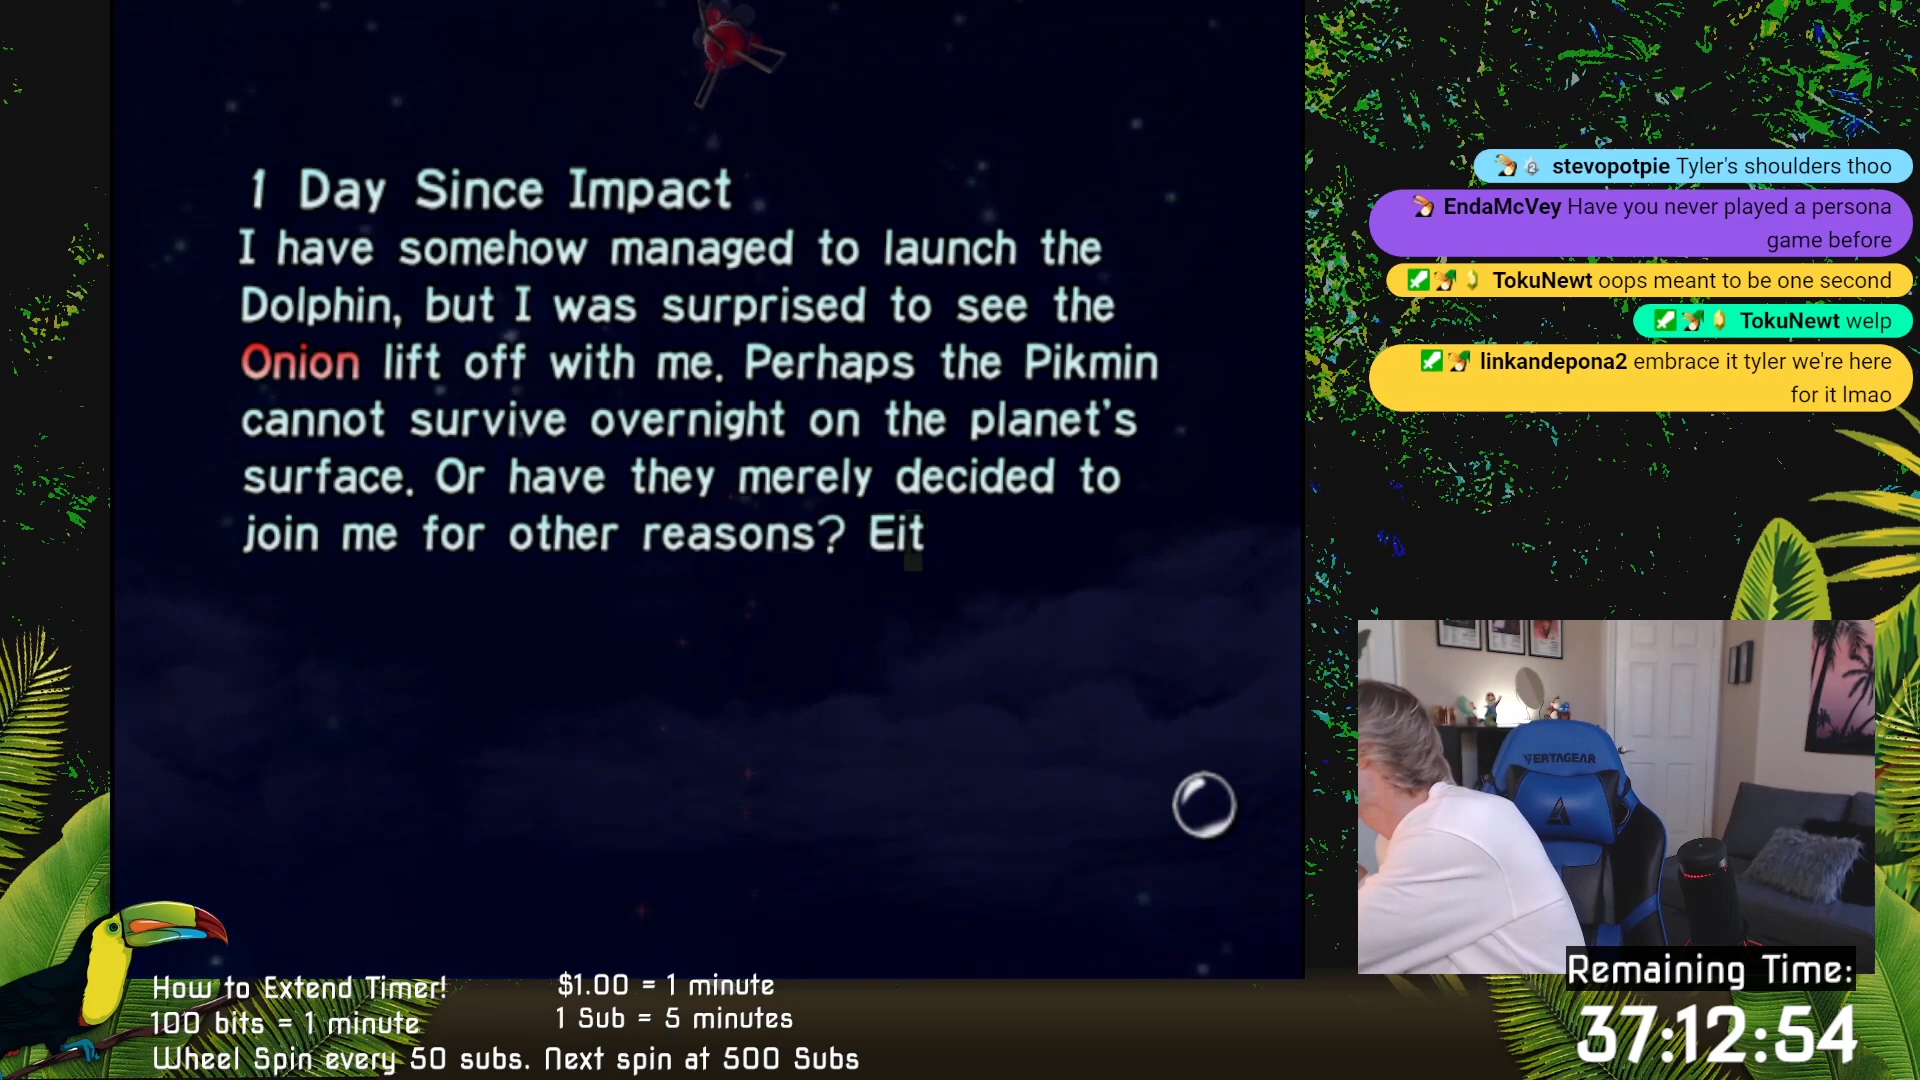 1 Day Since Impact
I have somehow managed to launch the
Dolphin, but I was surprised to see the
Onion lift off with me. Perhaps the Pikmin
cannot survive overnight on the planet's
surface. Or have they merely decided to
join me for other reasons? Eit
stevopotpie Tyler's shoulders thoo
EndaMcVey Have you never played a persona
game before
TokuNewt oops meant to be one second
TokuNewt welp
linkandepona2 embrace it tyler we're here
for it lmao
VERTAGEAR
Remaining Time:
37:12:54
How to Extend Timer!
100 bits = 1 minute
$1.00 = 1 minute
1 Sub = 5 minutes
Wheel Spin every 50 subs. Next spin at 500 Subs